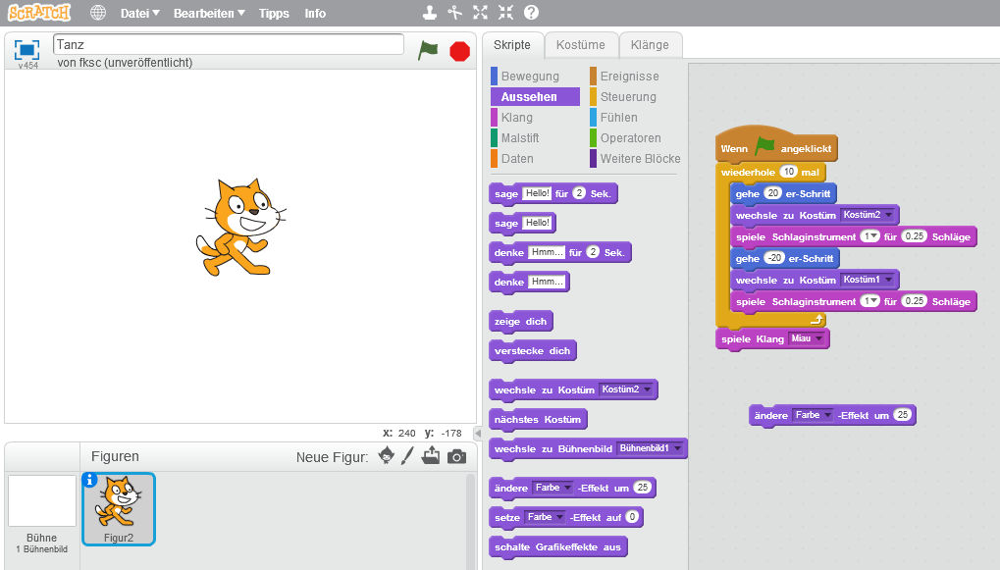 SCRATCH Datei Bearbeiten Tipps Info
Tanz
v454
von fksc (unveröffentlicht)
Skripte Kostüme Klänge
Bewegung Ereignisse
Aussehen Steuerung
Klang Fühlen
Malstift Operatoren
Daten Weitere Blöcke
sage Hello! für 2 Sek.
sage Hello!
denke Hmm... für 2 Sek.
denke Hmm...
zeige dich
verstecke dich
wechsle zu Kostüm Kostüm2
nächstes Kostüm
wechsle zu Bühnenbild Bühnenbild1
ändere Farbe -Effekt um 25
setze Farbe -Effekt auf 0
schalte Grafikeffekte aus
Wenn angeklickt
wiederhole 10 mal
gehe 20 er-Schritt
wechsle zu Kostüm Kostüm2
spiele Schlaginstrument 1 für 0.25 Schläge
gehe -20 er-Schritt
wechsle zu Kostüm Kostüm1
spiele Schlaginstrument 1 für 0.25 Schläge
spiele Klang Miau
ändere Farbe -Effekt um 25
x: 240 y: -178
Figuren Neue Figur:
Bühne
1 Bühnenbild
Figur2